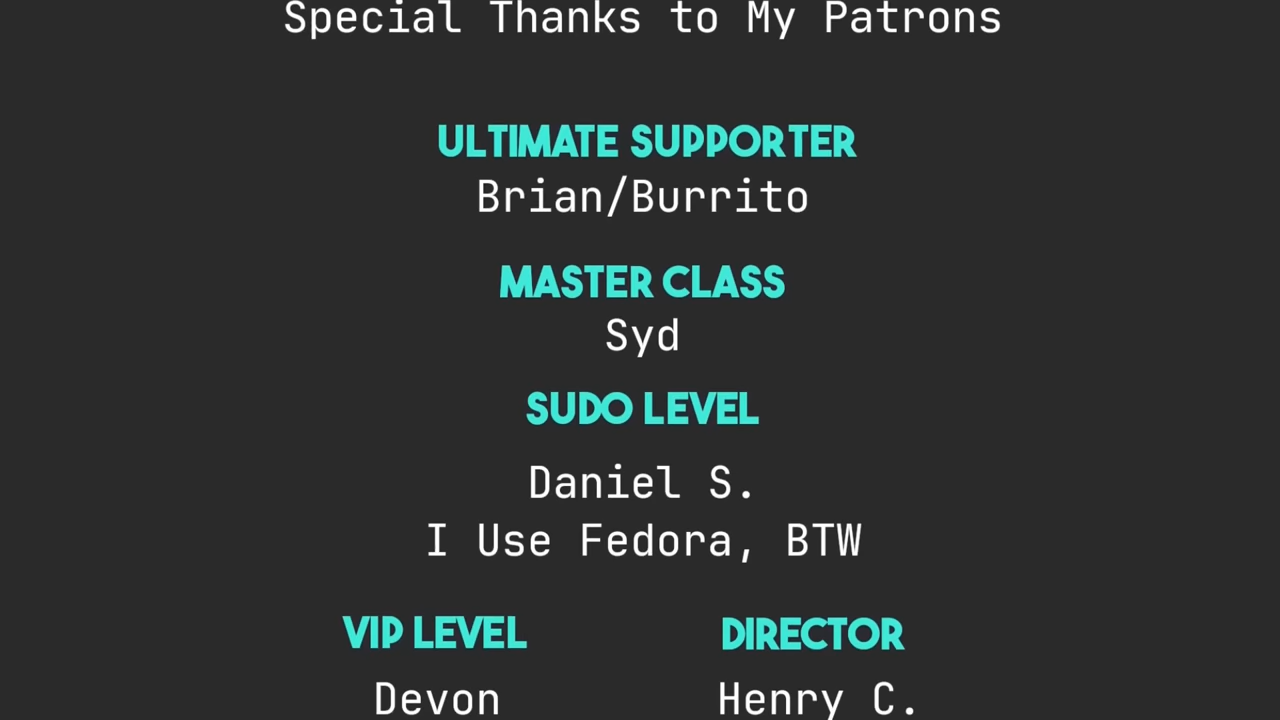 Special Thanks to My Patrons
ULTIMATE SUPPORTER
Brian/Burrito
MASTER CLASS
Syd
SUDO LEVEL
Daniel S.
I Use Fedora, BTW
VIP LEVEL DIRECTOR
Devon Henry C.